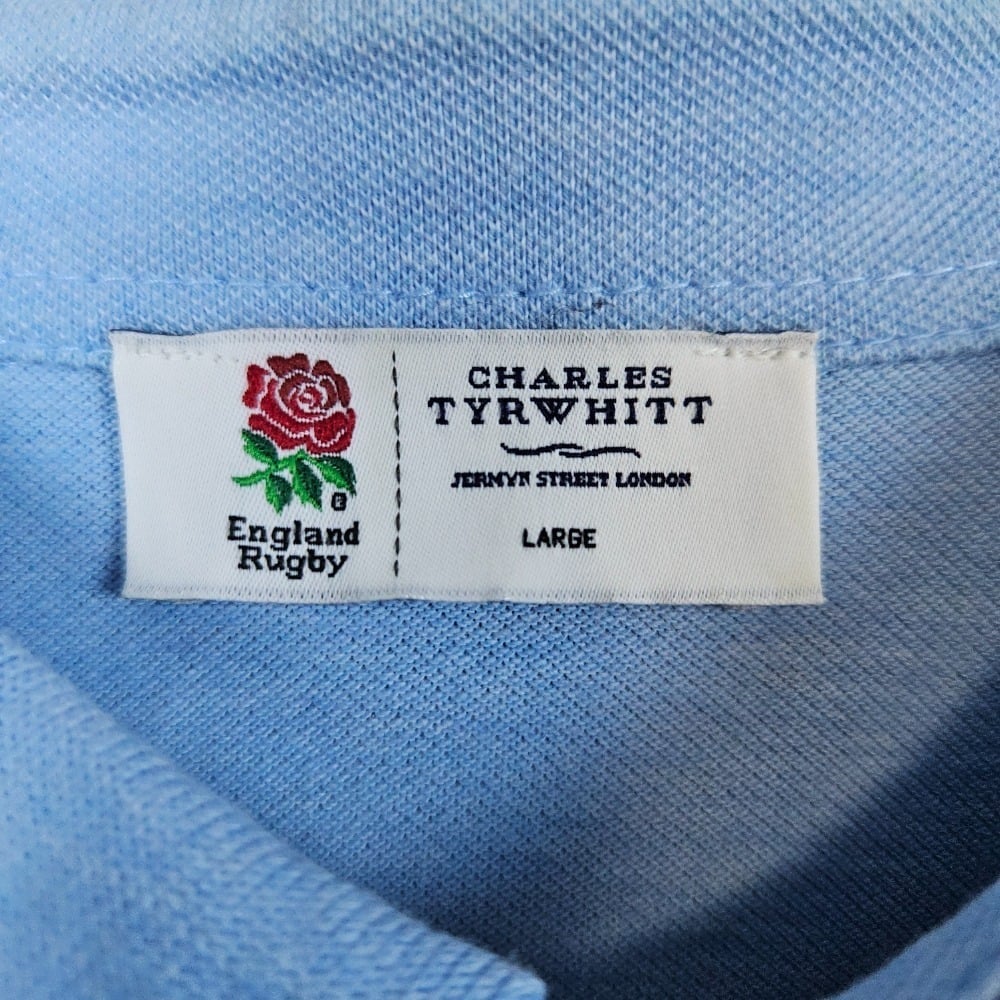 England
Rugby
CHARLES
TYRWHITT
JERMYN STREET LONDON
LARGE